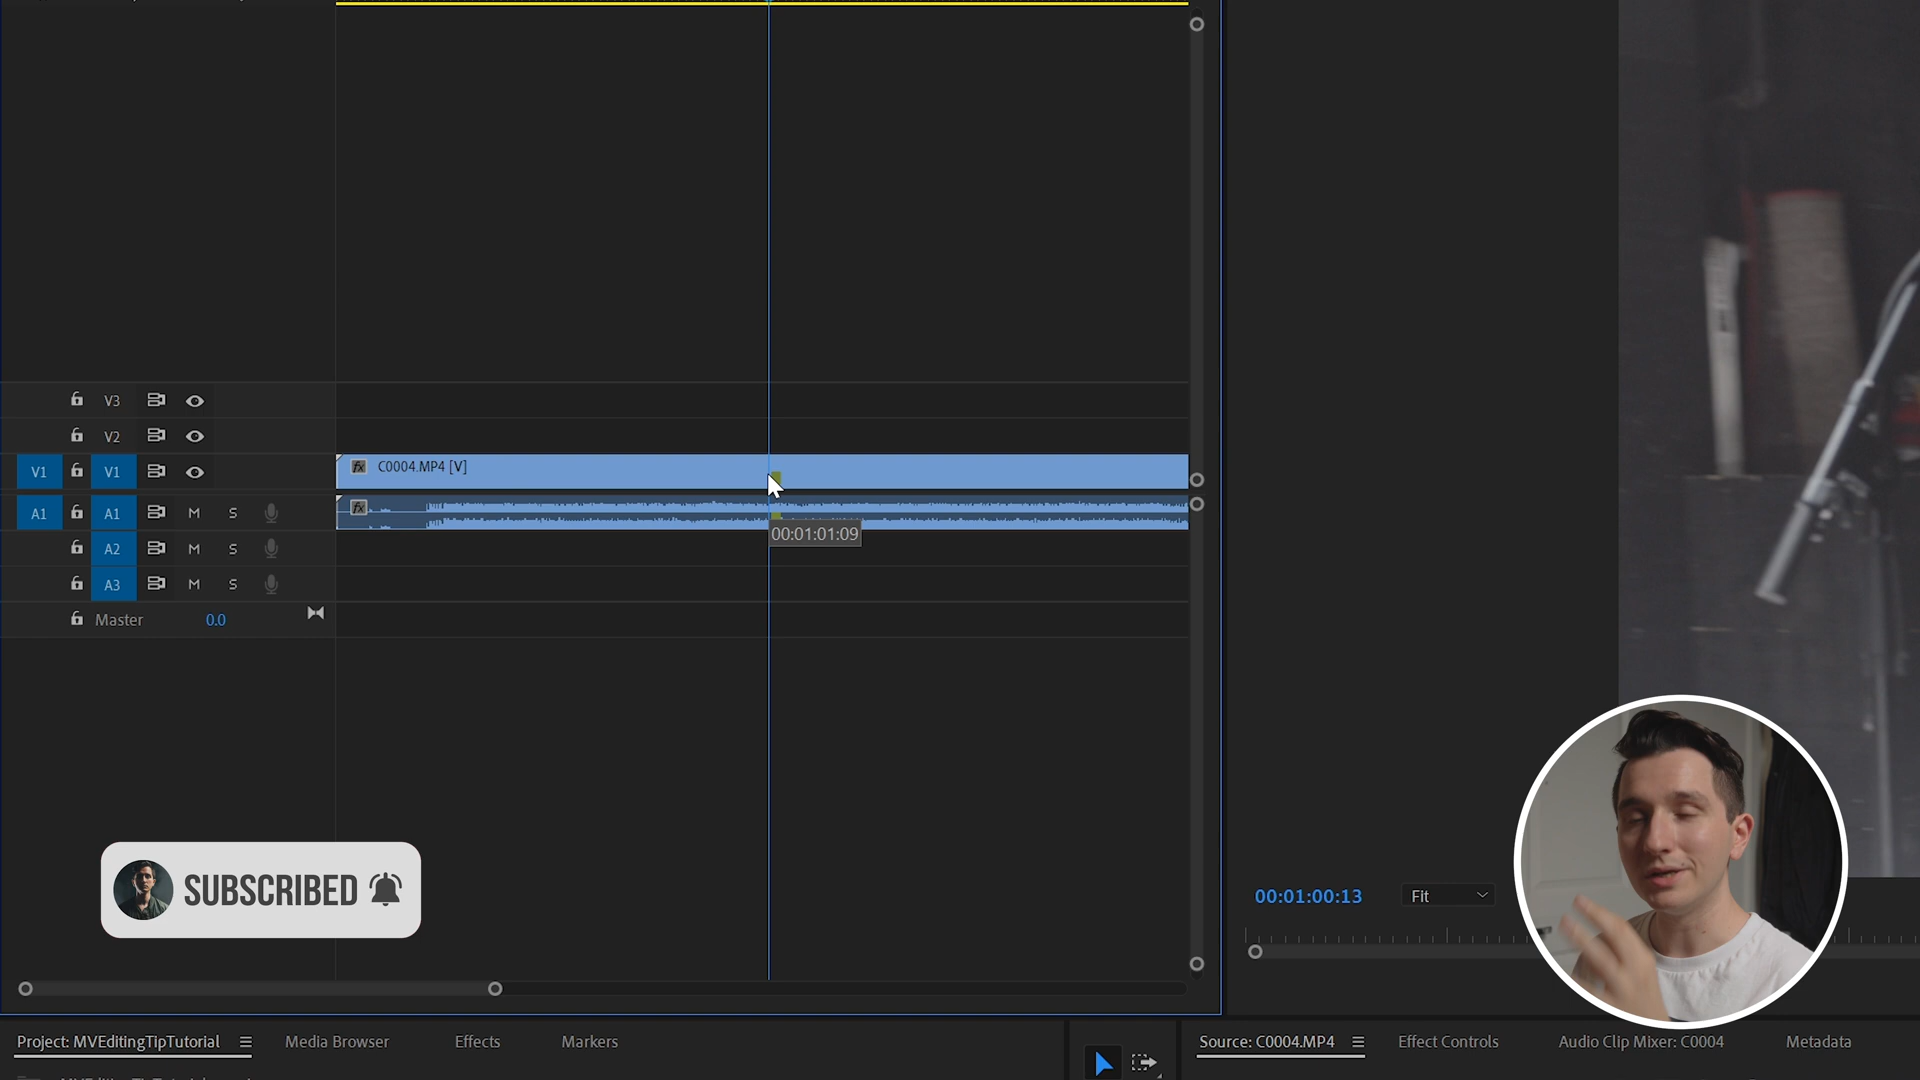 V3
V2
V1 V1 fx C0004.MP4 [V]
A1 A1 M S fx
00:01:01:09
A2 M S
A3 M S
Master 0.0
SUBSCRIBED
00:01:00:13 Fit
Project: MVEditingTipTutorial Media Browser Effects Markers
Source: C0004.MP4 Effect Controls Audio Clip Mixer: C0004 Metadata